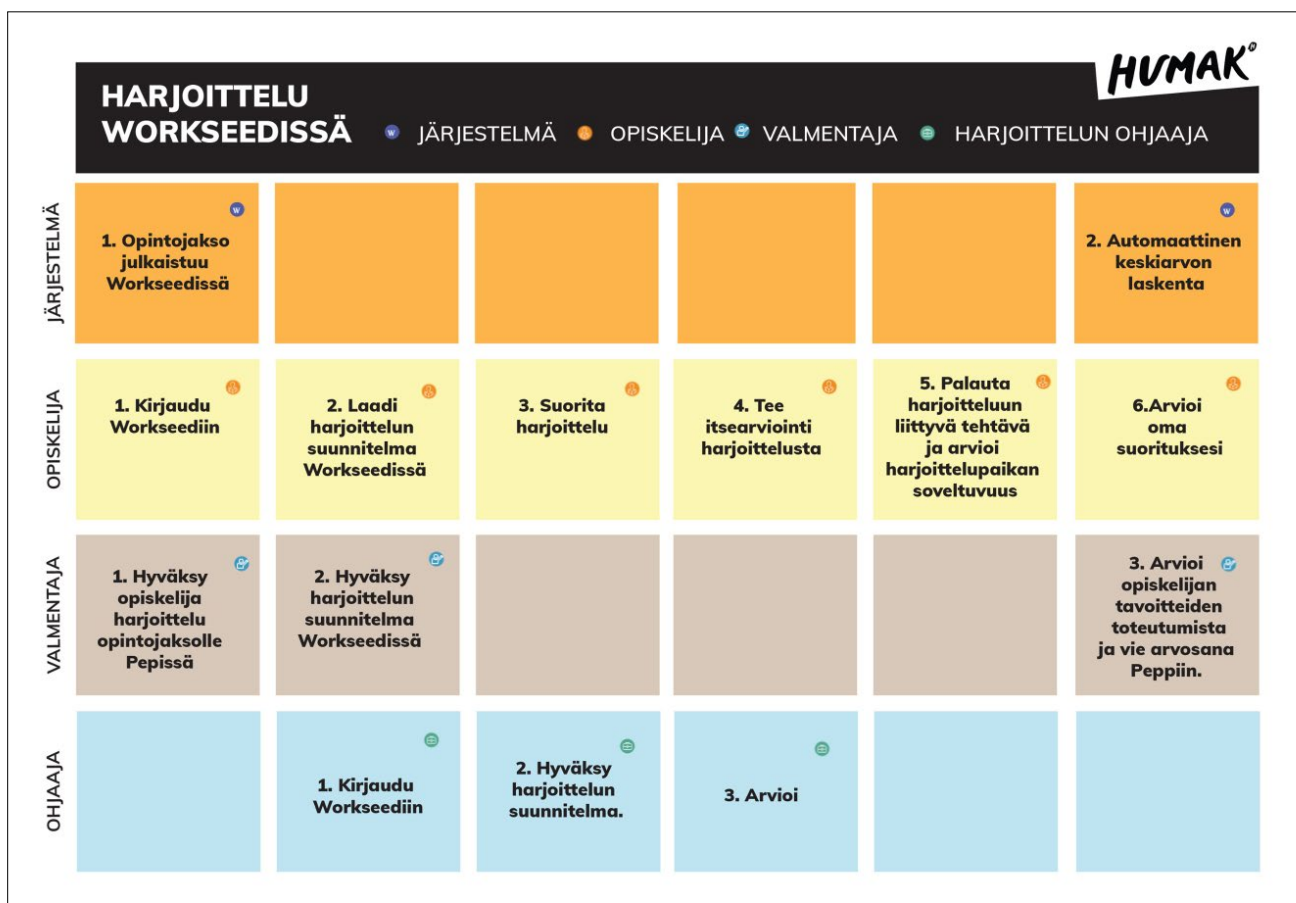 HUMAK
HARJOITTELU
WORKSEEDISSÄ
JÄRJESTELMÄ
OPISKELIJA
VALMENTAJA
HARJOITTELUN OHJAAJA
JÄRJESTELMÄ
W
1. Opintojakso
julkaistuu
Workseedissä
W
2. Automaattinen
keskiarvon
laskenta
OPISKELIJA
1. Kirjaudu
Workseediin
2. Laadi
harjoittelun
suunnitelma
Workseedissä
3. Suorita
harjoittelu
4. Tee
itsearviointi
harjoittelusta
5. Palauta
harjoitteluun
liittyvä tehtävä
ja arvioi
harjoittelupaikan
soveltuvuus
6.Arvioi
oma
suorituksesi
VALMENTAJA
1. Hyväksy
opiskelija
harjoittelu
opintojaksolle
Pepissä
2. Hyväksy
harjoittelun
suunnitelma
Workseedissä
3. Arvioi
opiskelijan
tavoitteiden
toteutumista
ja vie arvosana
Peppiin.
OHJAAJA
1. Kirjaudu
Workseediin
2. Hyväksy
harjoittelun
suunnitelma.
3. Arvioi